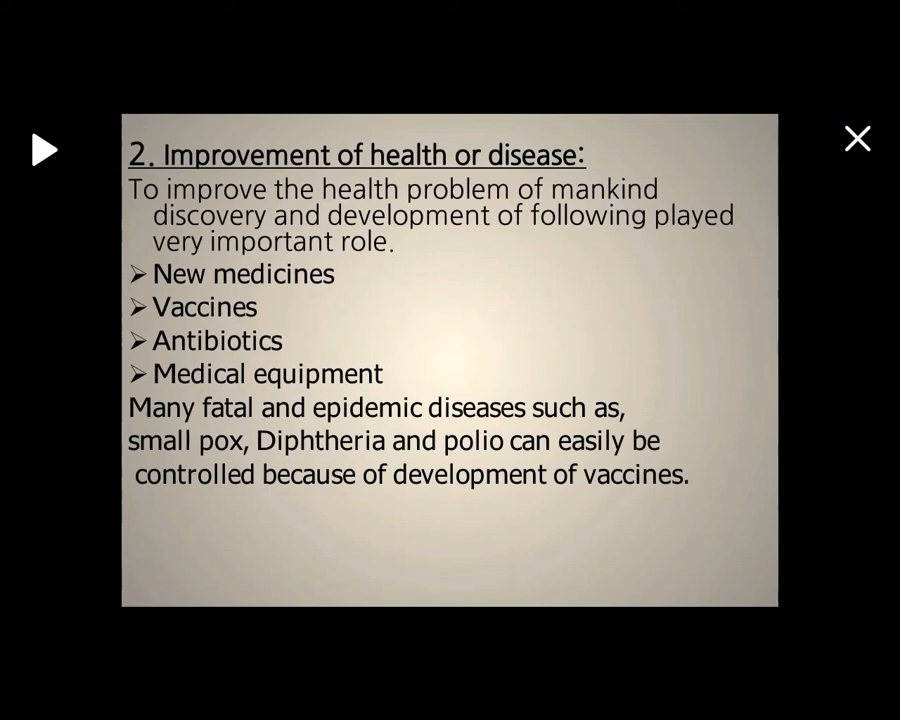 2. Improvement of health or disease:
To improve the health problem of mankind
discovery and development of following played
very important role.
➢ New medicines
➢ Vaccines
➢ Antibiotics
➢ Medical equipment
Many fatal and epidemic diseases such as,
small pox, Diphtheria and polio can easily be
controlled because of development of vaccines.